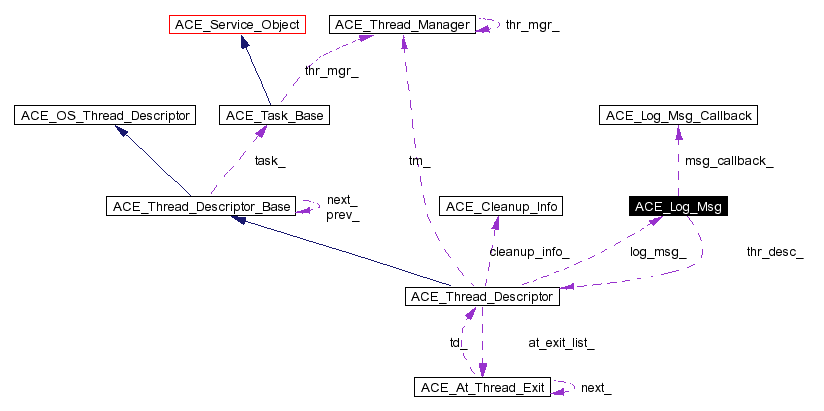 ACE_Service_Object
ACE_Thread_Manager
thr_mgr_
thr_mgr_
ACE_OS_Thread_Descriptor
ACE_Task_Base
ACE_Log_Msg_Callback
task_
tm_
msg_callback_
ACE_Thread_Descriptor_Base
next_
prev_
ACE_Cleanup_Info
ACE_Log_Msg
cleanup_info_
log_msg_
thr_desc_
ACE_Thread_Descriptor
td_
at_exit_list_
ACE_At_Thread_Exit
next_